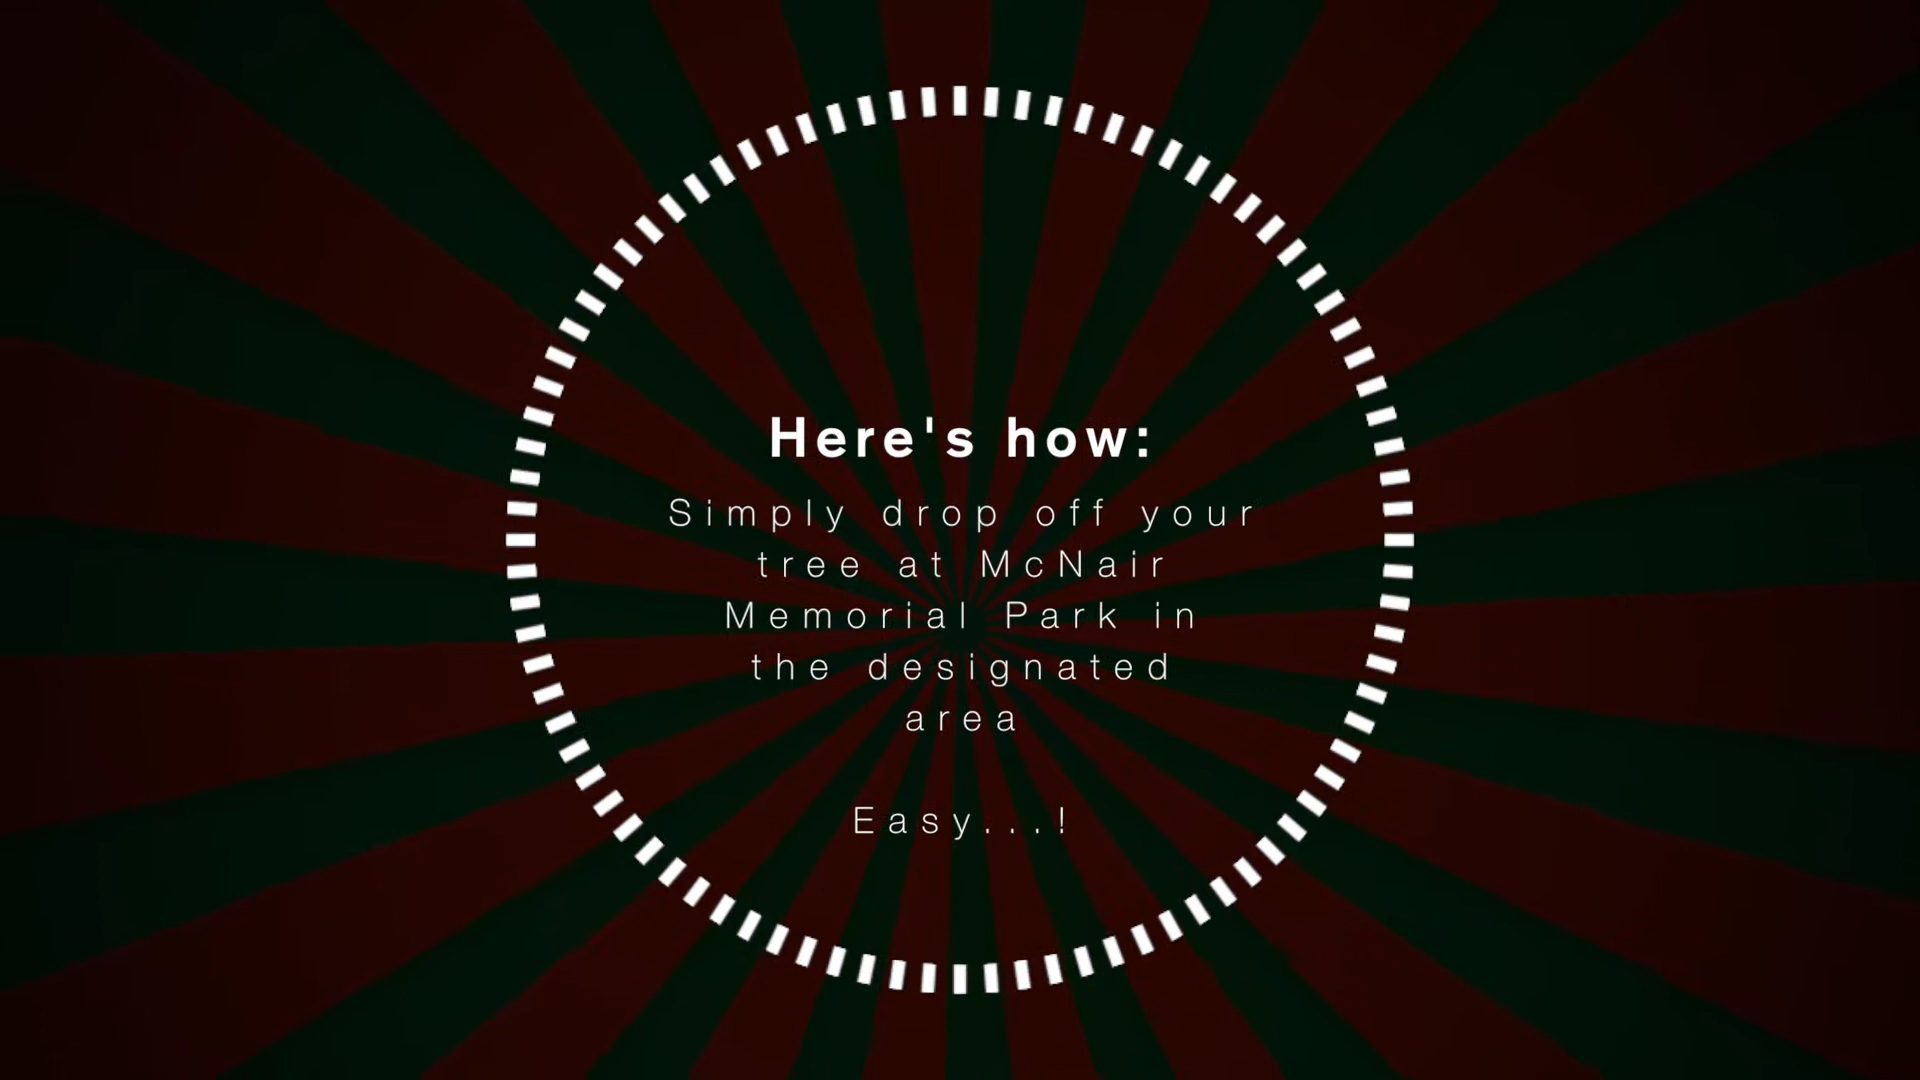 Here's how:
Simply drop off your
tree at McNair
Memorial Park in
the designated
area
Easy...!